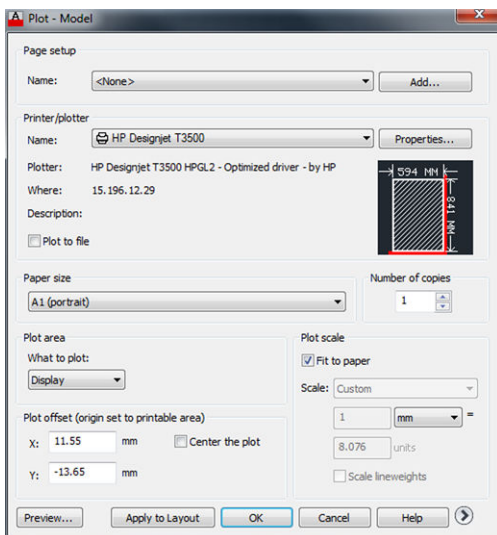 Plot - Model
Page setup
Name: <None> Add...
Printer/plotter
Name: HP Designjet T3500 Properties...
Plotter: HP Designjet T3500 HPGL2 - Optimized driver - by HP
Where: 15.196.12.29
Description:
Plot to file
594 MM
841 MM
Paper size
A1 (portrait)
Number of copies
1
Plot area
What to plot:
Display
Plot scale
Fit to paper
Scale: Custom
1 mm =
8.076 units
Scale lineweights
Plot offset (origin set to printable area)
X: 11.55 mm Center the plot
Y: -13.65 mm
Preview... Apply to Layout OK Cancel Help